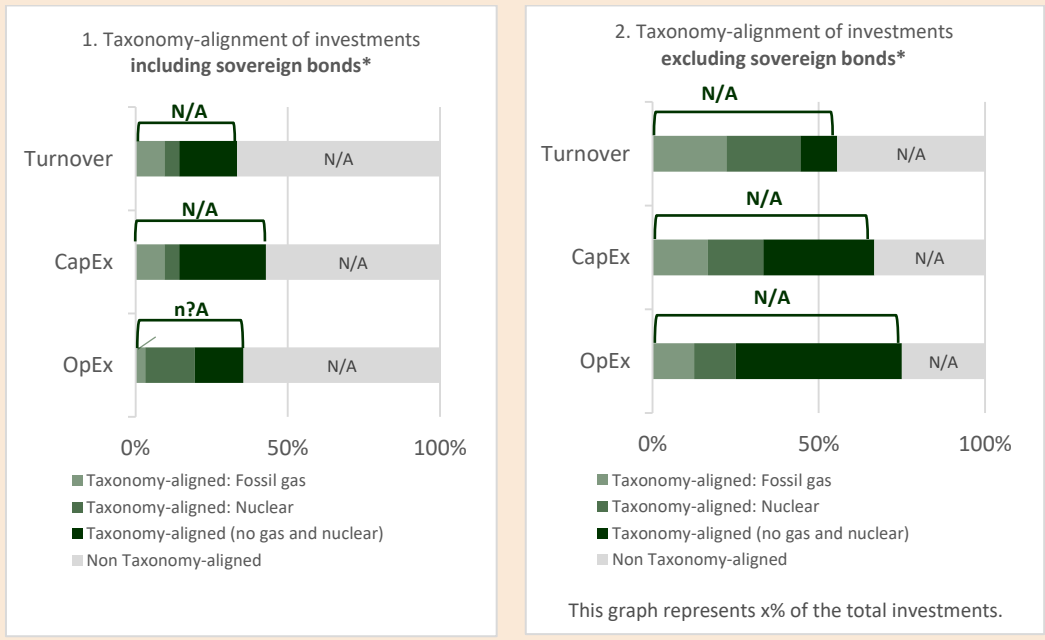 1. Taxonomy-alignment of investments
including sovereign bonds*
N/A
Turnover
N/A
N/A
CapEx
N/A
n?A
OpEx
N/A
0%
50%
100%
Taxonomy-aligned: Fossil gas
Taxonomy-aligned: Nuclear
Taxonomy-aligned (no gas and nuclear)
Non Taxonomy-aligned
2. Taxonomy-alignment of investments
excluding sovereign bonds*
N/A
Turnover
N/A
N/A
CapEx
N/A
N/A
OpEx
N/A
0%
50%
100%
Taxonomy-aligned: Fossil gas
Taxonomy-aligned: Nuclear
Taxonomy-aligned (no gas and nuclear)
Non Taxonomy-aligned
This graph represents x% of the total investments.